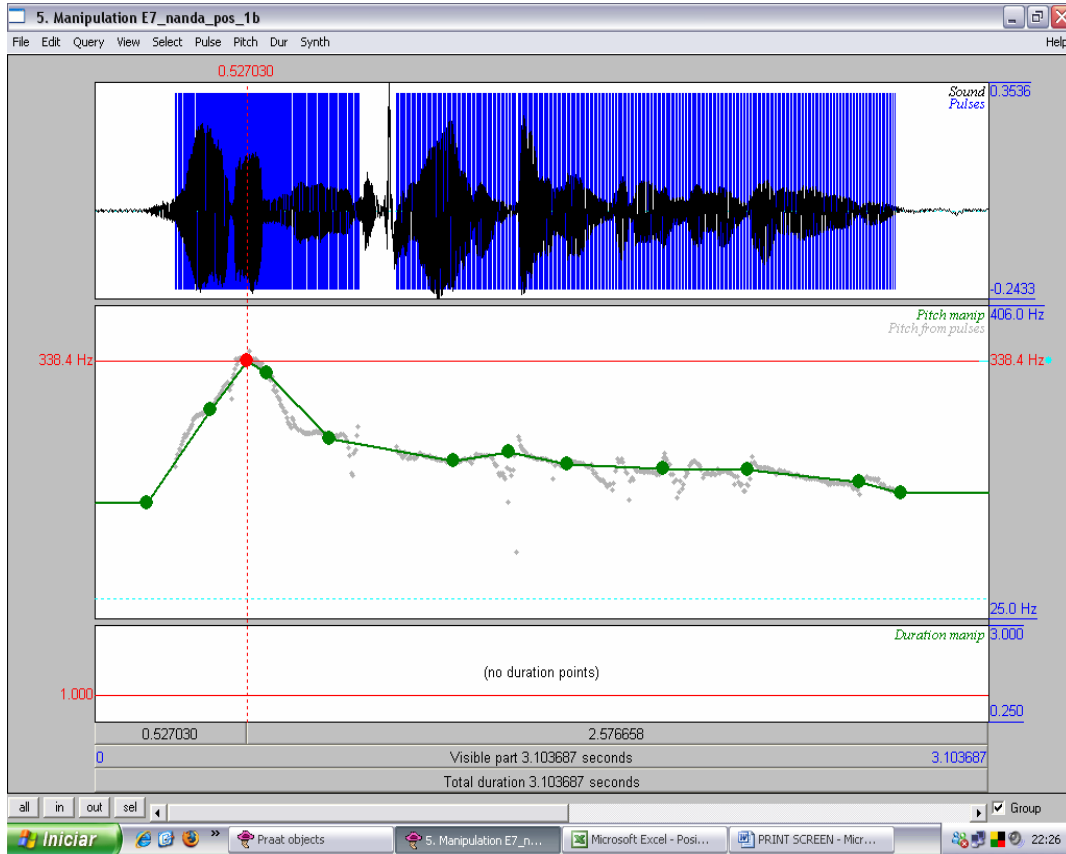 5. Manipulation E7_nanda_pos_1b
File Edit Query View Select Pulse Pitch Dur Synth Help
0.527030
Sound 0.3536
Pulses
-0.2433
Pitch manip 406.0 Hz
Pitch from pulses
338.4 Hz 338.4 Hz
25.0 Hz
Duration manip 3.000
(no duration points)
1.000
0.250
0.527030 2.576658
0 Visible part 3.103687 seconds 3.103687
Total duration 3.103687 seconds
all in out sel Group
Iniciar » Praat objects 5. Manipulation E7_n... Microsoft Excel - Posi... PRINT SCREEN - Micr... 22:26